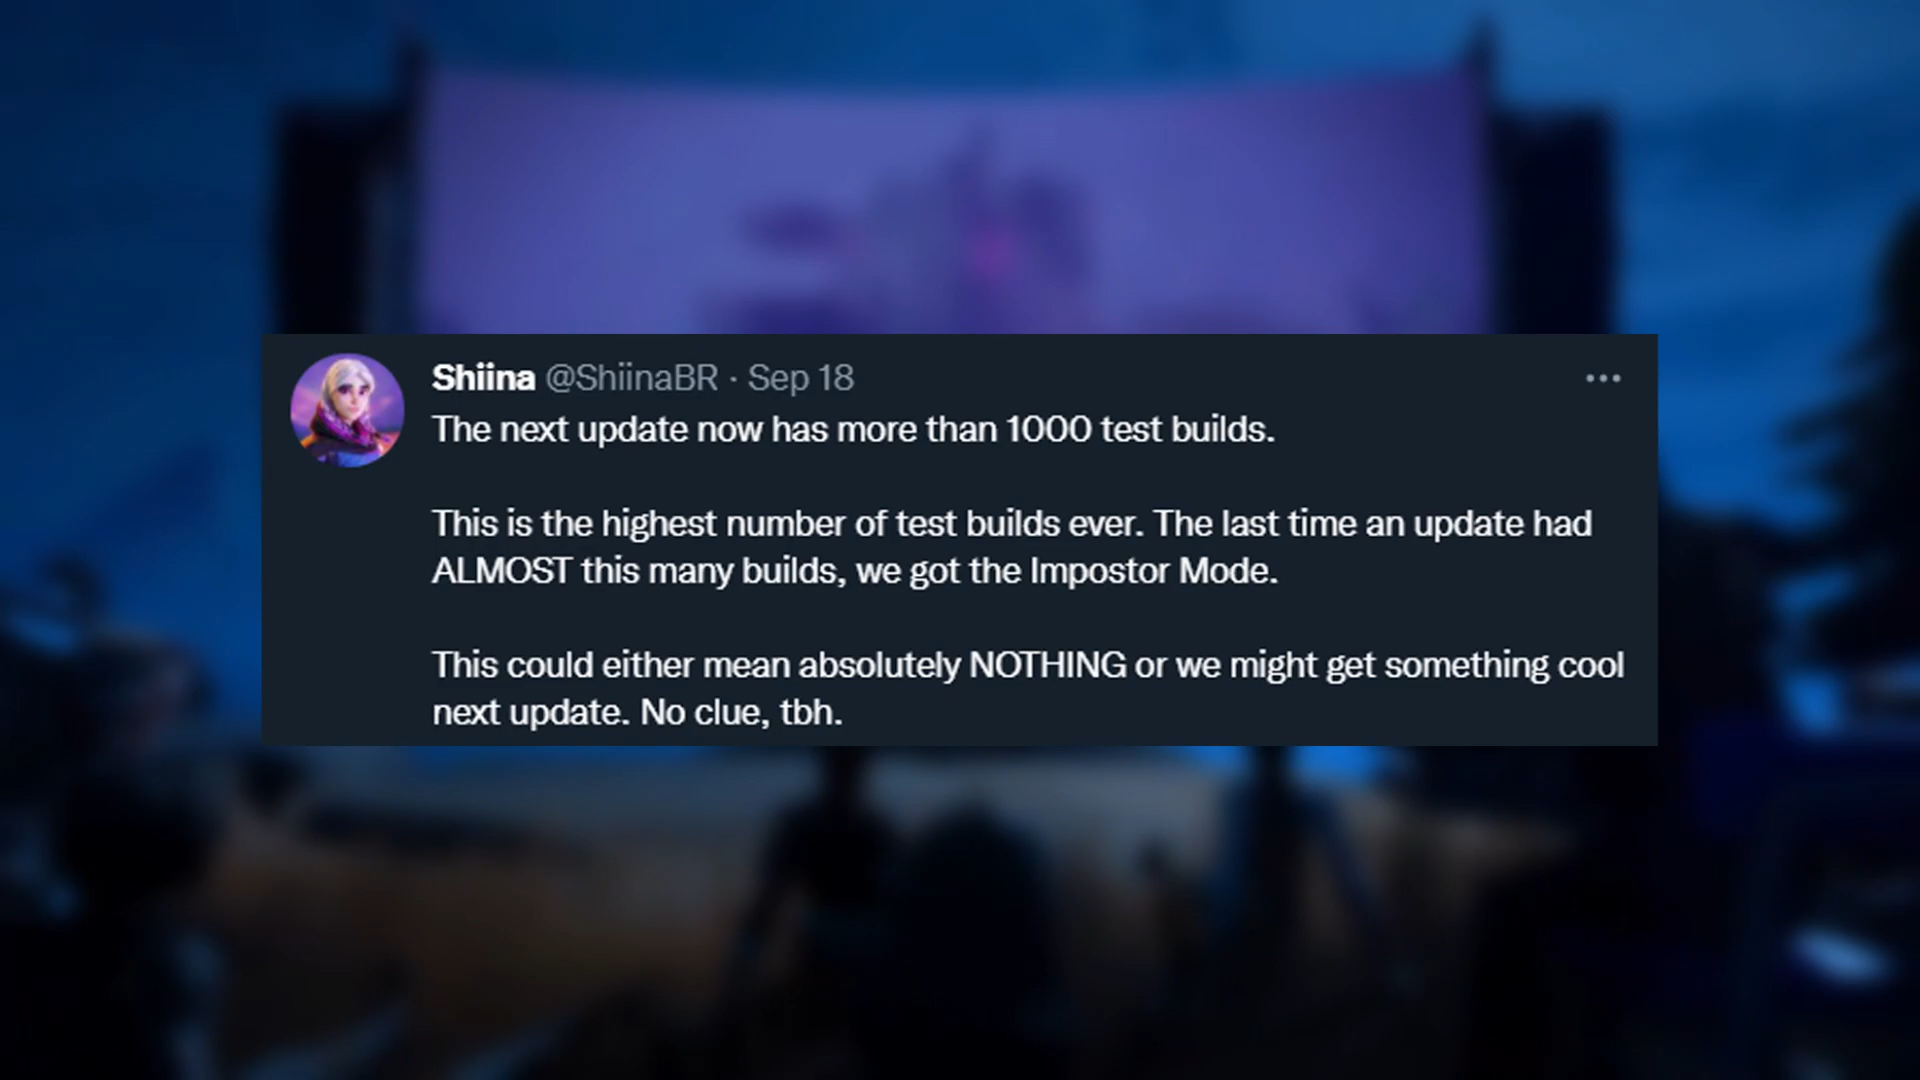 Shiina @ShiinaBR · Sep 18
The next update now has more than 1000 test builds.
This is the highest number of test builds ever. The last time an update had
ALMOST this many builds, we got the Impostor Mode.
This could either mean absolutely NOTHING or we might get something cool
next update. No clue, tbh.